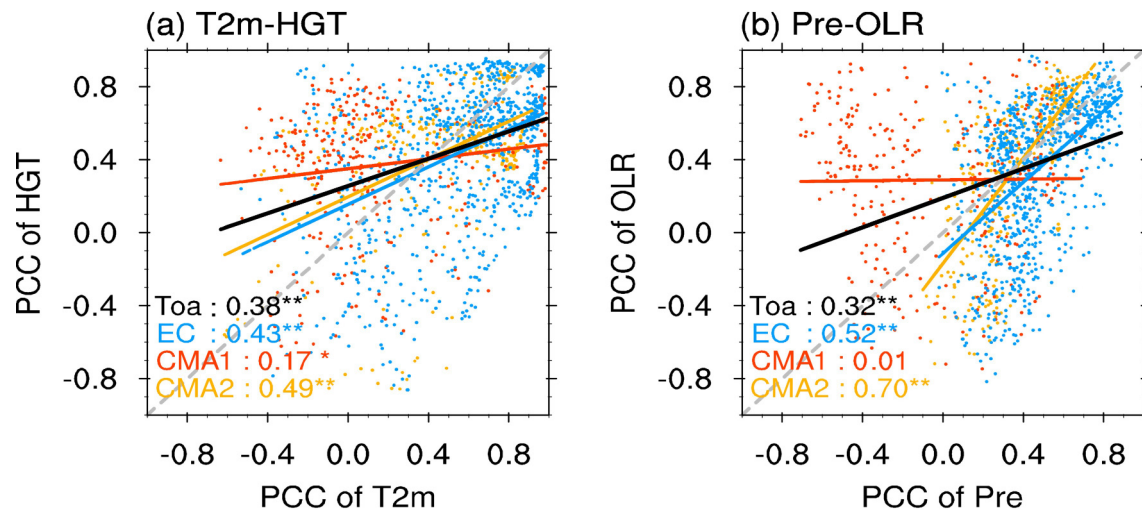 (a) T2m-HGT
PCC of HGT
0.8
0.4
0.0
-0.4
-0.8
Toa : 0.38**
EC : 0.43**
CMA1 : 0.17 *
CMA2 : 0.49**
-0.8 -0.4 0.0 0.4 0.8
PCC of T2m
(b) Pre-OLR
PCC of OLR
0.8
0.4
0.0
-0.4
-0.8
Toa : 0.32**
EC : 0.52**
CMA1 : 0.01
CMA2 : 0.70**
-0.8 -0.4 0.0 0.4 0.8
PCC of Pre